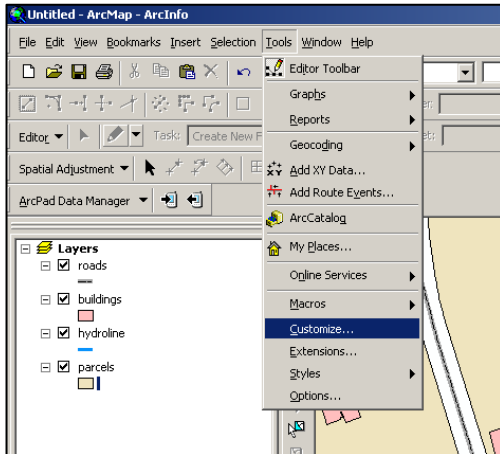 Untitled - ArcMap - ArcInfo
File Edit View Bookmarks Insert Selection Tools Window Help
Editor Toolbar
Graphs
Reports
Geocoding
Add XY Data...
Add Route Events...
ArcCatalog
My Places...
Online Services
Macros
Customize...
Extensions...
Styles
Options...
Editor Task: Create New F
Spatial Adjustment
ArcPad Data Manager
Layers
roads
buildings
hydroline
parcels